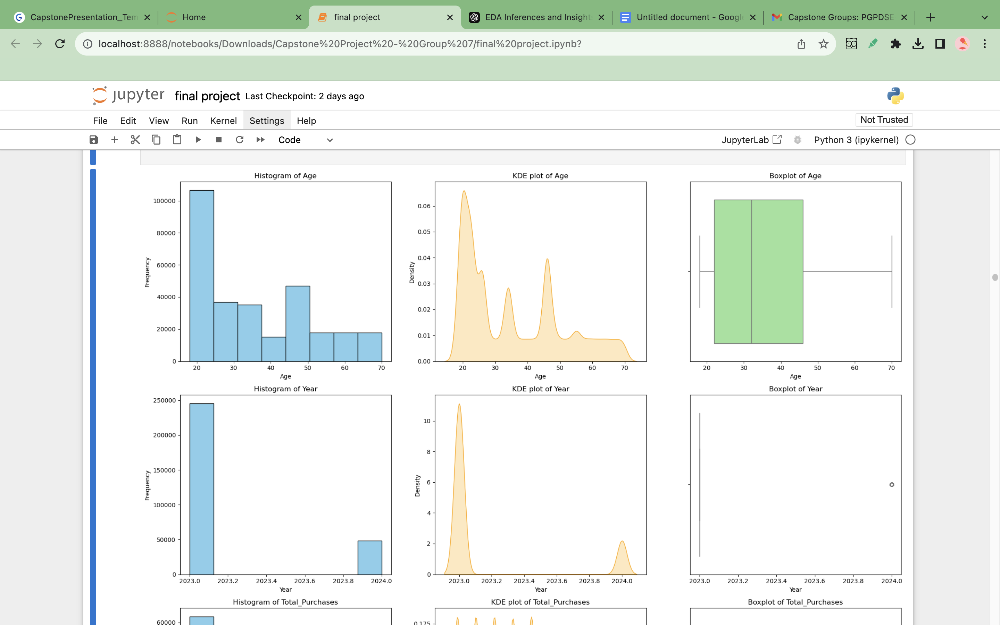 CapstonePresentation_Tem
Home
final project
EDA Inferences and Insight
Untitled document - Google
Capstone Groups: PGPDSE
localhost:8888/notebooks/Downloads/Capstone%20Project%20-%20Group%207/final%20project.ipynb?
jupyter final project Last Checkpoint: 2 days ago
File Edit View Run Kernel Settings Help Not Trusted
Code JupyterLab Python 3 (ipykernel)
Histogram of Age
Frequency
100000
80000
60000
40000
20000
0
20 30 40 50 60 70
Age
KDE plot of Age
Density
0.06
0.05
0.04
0.03
0.02
0.01
0.00
20 30 40 50 60 70
Age
Boxplot of Age
20 30 40 50 60 70
Age
Histogram of Year
Frequency
250000
200000
150000
100000
50000
0
2023.0 2023.2 2023.4 2023.6 2023.8 2024.0
Year
KDE plot of Year
Density
10
8
6
4
2
0
2023.0 2023.2 2023.4 2023.6 2023.8 2024.0
Year
Boxplot of Year
2023.0 2023.2 2023.4 2023.6 2023.8 2024.0
Year
Histogram of Total_Purchases
60000
KDE plot of Total_Purchases
0.175
Boxplot of Total_Purchases